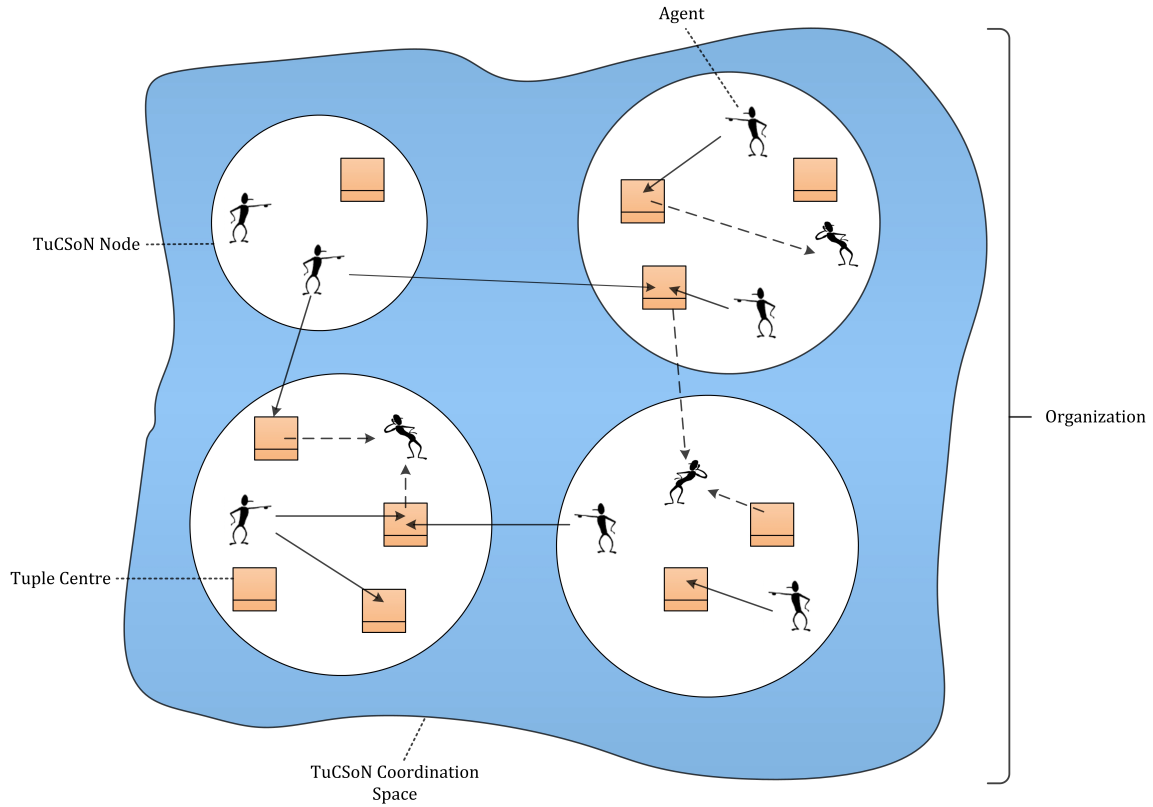 Agent
TuCSoN Node
Organization
Tuple Centre
TuCSoN Coordination
Space